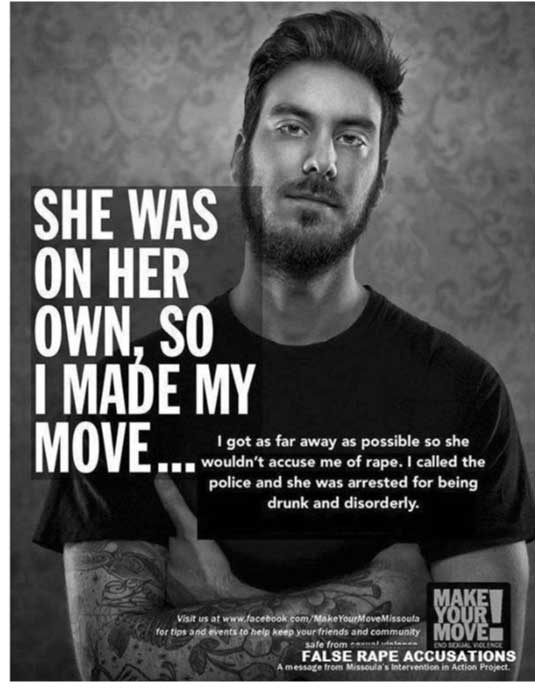 SHE WAS
ON HER
OWN, SO
I MADE MY
MOVE...
I got as far away as possible so she
wouldn't accuse me of rape. I called the
police and she was arrested for being
drunk and disorderly.
Visit us at www.facebook.com/MakeYourMoveMissoula
for tips and events to help keep your friends and community
safe from sexual violence
FALSE RAPE ACCUSATIONS
A message from Missoula's Intervention in Action Project.
MAKE
YOUR
MOVE!
END SEXUAL VIOLENCE